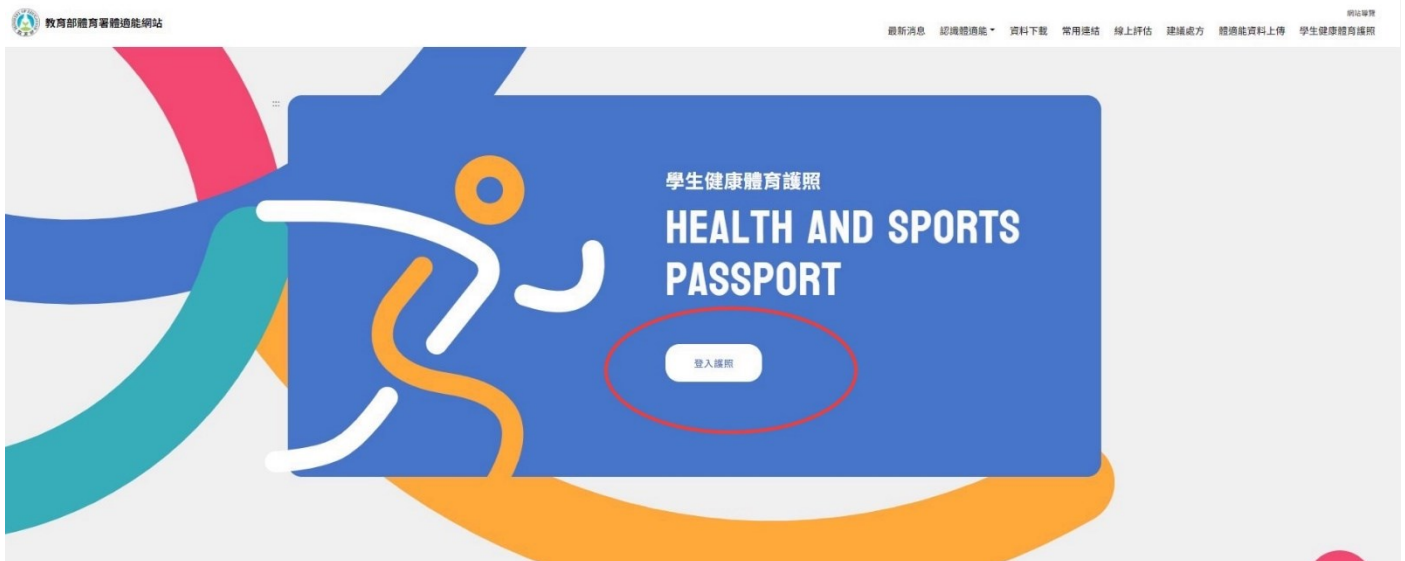 教育部體育署體適能網站
網站導覽
最新消息 認識體適能 資料下載 常用連結 線上評估 建議處方 體適能資料上傳 學生健康體育護照
:::
學生健康體育護照
HEALTH AND SPORTS
PASSPORT
登入護照